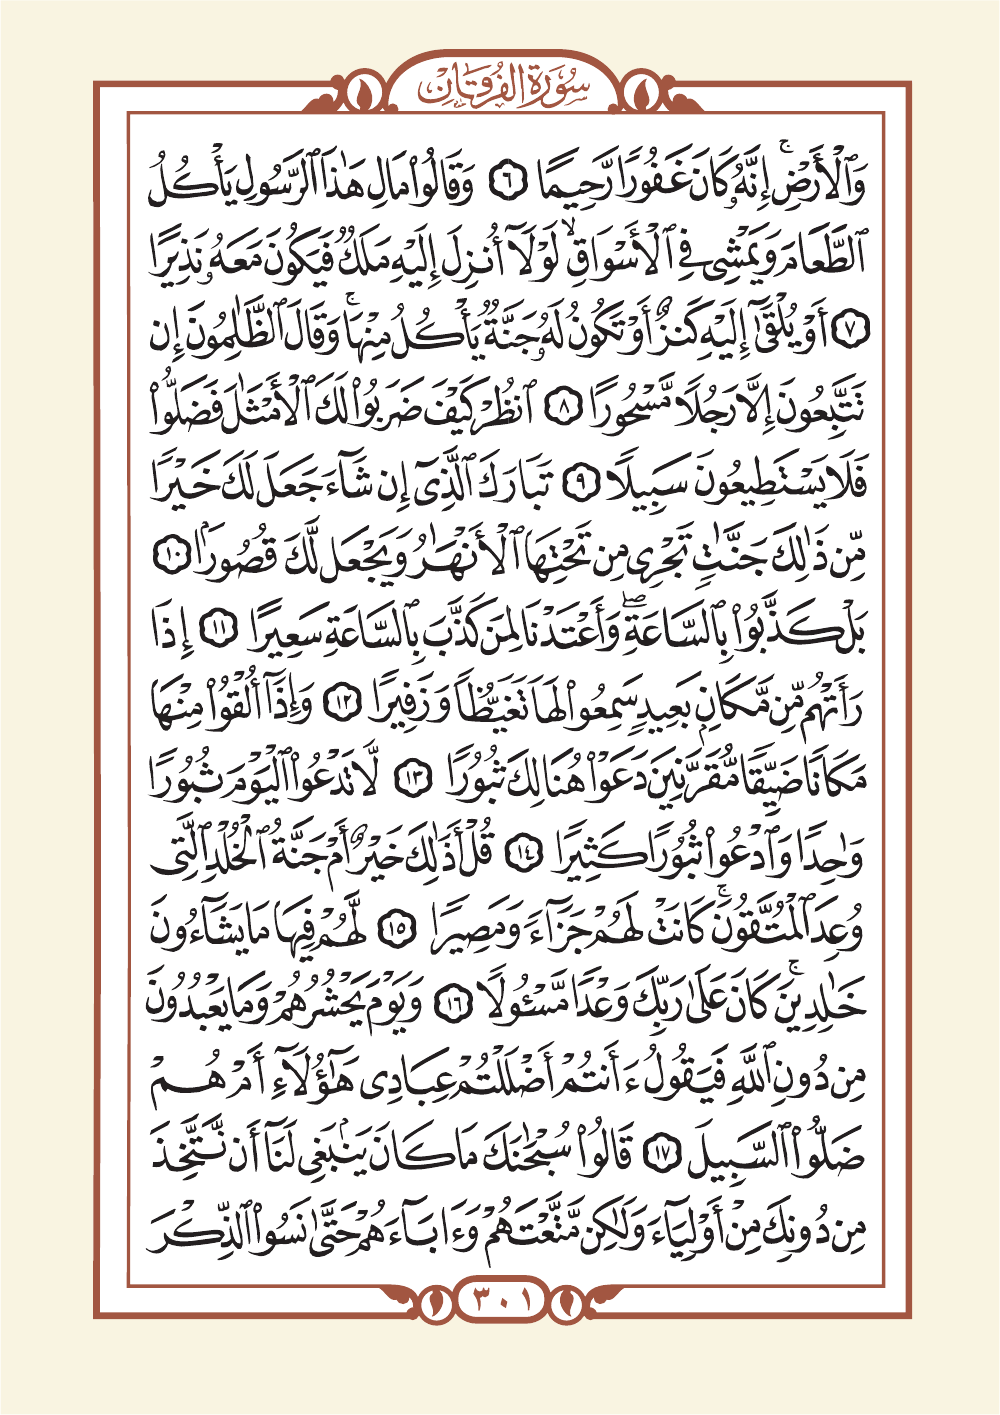 سُورَةُ الفُرْقَانِ
وَٱلْأَرْضِۚ إِنَّهُۥ كَانَ غَفُورًا رَّحِيمًا ٦ وَقَالُوا۟ مَالِ هَٰذَا ٱلرَّسُولِ يَأْكُلُ
ٱلطَّعَامَ وَيَمْشِى فِى ٱلْأَسْوَاقِۙ لَوْلَآ أُنزِلَ إِلَيْهِ مَلَكٌ فَيَكُونَ مَعَهُۥ نَذِيرًا
٧ أَوْ يُلْقَىٰٓ إِلَيْهِ كَنزٌ أَوْ تَكُونُ لَهُۥ جَنَّةٌ يَأْكُلُ مِنْهَاۚ وَقَالَ ٱلظَّٰلِمُونَ إِن
تَتَّبِعُونَ إِلَّا رَجُلًا مَّسْحُورًا ٨ ٱنظُرْ كَيْفَ ضَرَبُوا۟ لَكَ ٱلْأَمْثَٰلَ فَضَلُّوا۟
فَلَا يَسْتَطِيعُونَ سَبِيلًا ٩ تَبَارَكَ ٱلَّذِىٓ إِن شَآءَ جَعَلَ لَكَ خَيْرًا
مِّن ذَٰلِكَ جَنَّٰتٍ تَجْرِى مِن تَحْتِهَا ٱلْأَنْهَٰرُ وَيَجْعَل لَّكَ قُصُورًۢا ١٠
بَلْ كَذَّبُوا۟ بِٱلسَّاعَةِۖ وَأَعْتَدْنَا لِمَن كَذَّبَ بِٱلسَّاعَةِ سَعِيرًا ١١ إِذَا
رَأَتْهُم مِّن مَّكَانٍۭ بَعِيدٍ سَمِعُوا۟ لَهَا تَغَيُّظًا وَزَفِيرًا ١٢ وَإِذَآ أُلْقُوا۟ مِنْهَا
مَكَانًا ضَيِّقًا مُّقَرَّنِينَ دَعَوْا۟ هُنَالِكَ ثُبُورًا ١٣ لَّا تَدْعُوا۟ ٱلْيَوْمَ ثُبُورًا
وَٰحِدًا وَٱدْعُوا۟ ثُبُورًا كَثِيرًا ١٤ قُلْ أَذَٰلِكَ خَيْرٌ أَمْ جَنَّةُ ٱلْخُلْدِ ٱلَّتِى
وُعِدَ ٱلْمُتَّقُونَۚ كَانَتْ لَهُمْ جَزَآءً وَمَصِيرًا ١٥ لَّهُمْ فِيهَا مَا يَشَآءُونَ
خَٰلِدِينَۚ كَانَ عَلَىٰ رَبِّكَ وَعْدًا مَّسْـُٔولًا ١٦ وَيَوْمَ يَحْشُرُهُمْ وَمَا يَعْبُدُونَ
مِن دُونِ ٱللَّهِ فَيَقُولُ ءَأَنتُمْ أَضْلَلْتُمْ عِبَادِى هَٰٓؤُلَآءِ أَمْ هُمْ
ضَلُّوا۟ ٱلسَّبِيلَ ١٧ قَالُوا۟ سُبْحَٰنَكَ مَا كَانَ يَنۢبَغِى لَنَآ أَن نَّتَّخِذَ
مِن دُونِكَ مِنْ أَوْلِيَآءَ وَلَٰكِن مَّتَّعْتَهُمْ وَءَابَآءَهُمْ حَتَّىٰ نَسُوا۟ ٱلذِّكْرَ
٣٠١